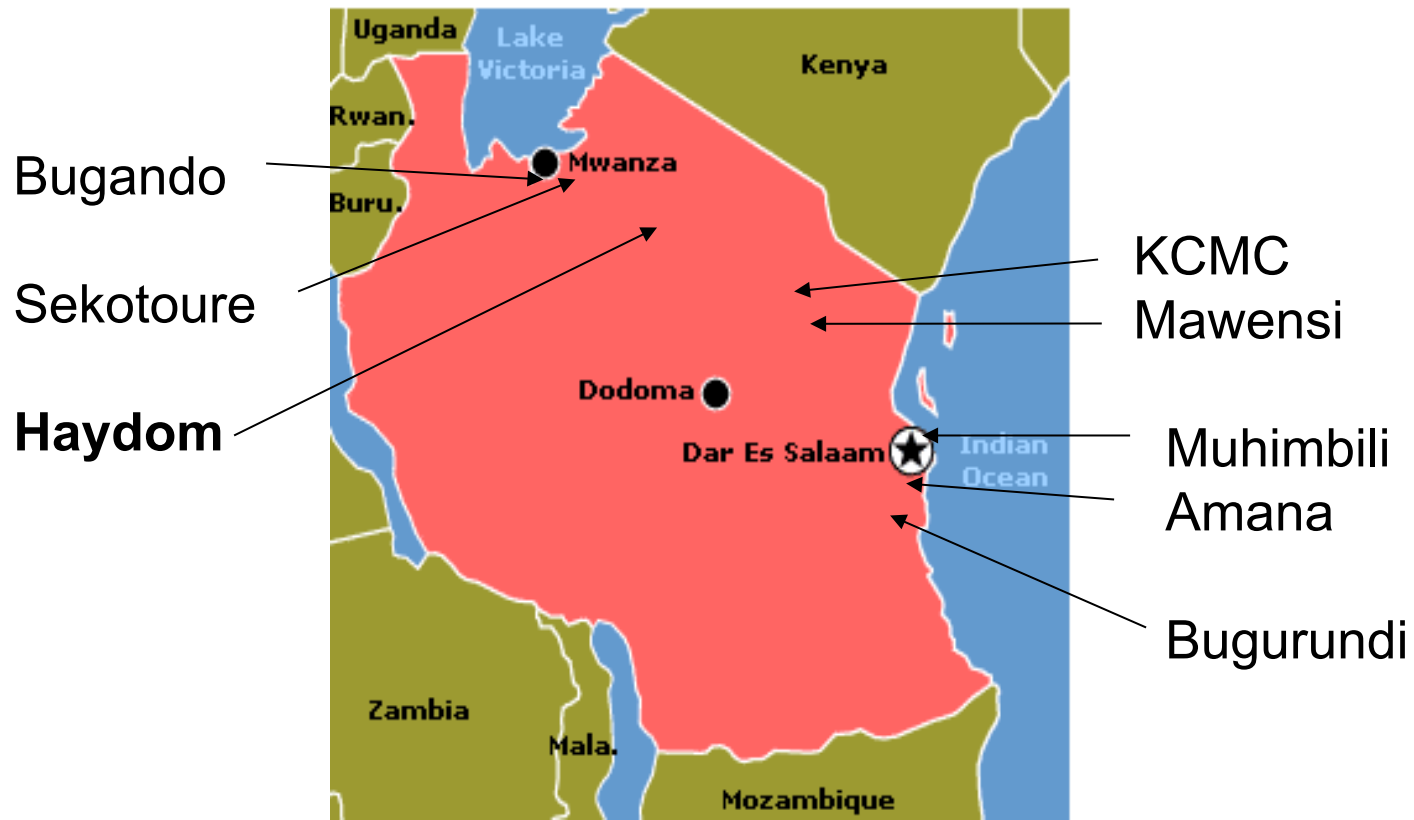 Uganda
Lake
Victoria
Kenya
Rwan.
Bugando
Mwanza
Buru.
KCMC
Sekotoure
Mawensi
Dodoma
Haydom
Dar Es Salaam
Indian
Ocean
Muhimbili
Amana
Bugurundi
Zambia
Mala.
Mozambique